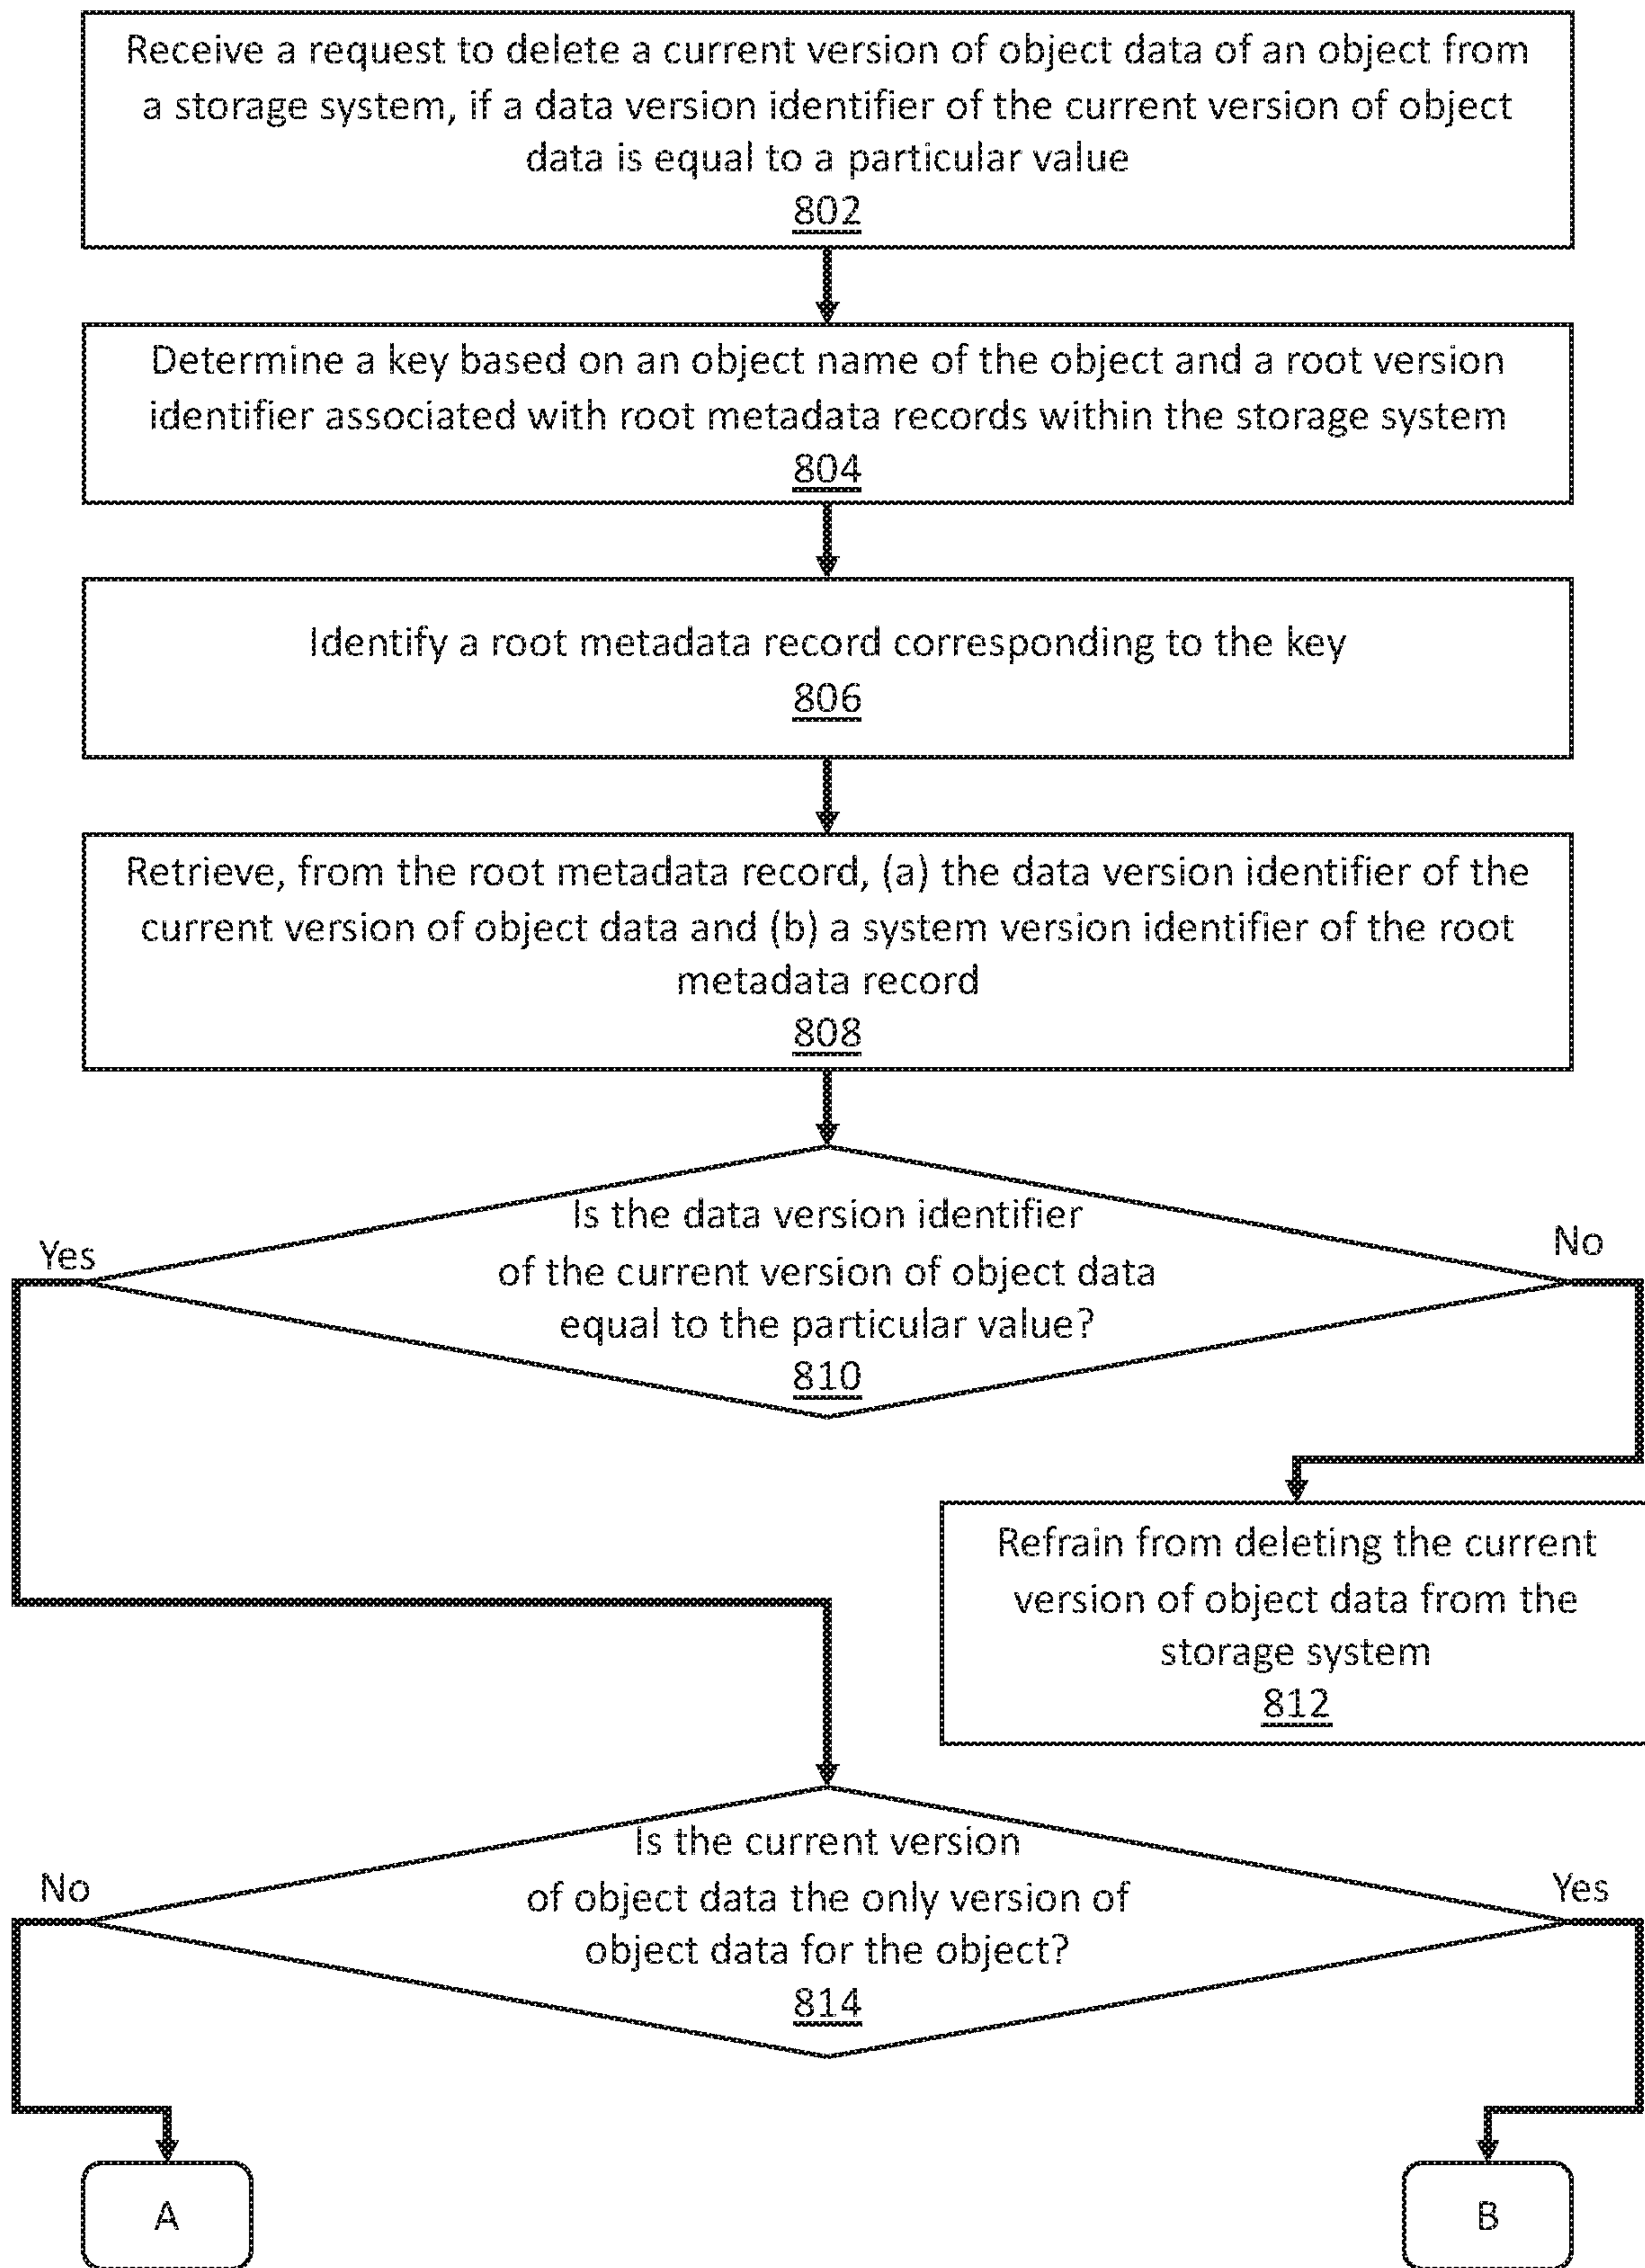 Receive a request to delete a current version of object data of an object from
a storage system, if a data version identifier of the current version of object
data is equal to a particular value
802
Determine a key based on an object name of the object and a root version
identifier associated with root metadata records within the storage system
804
Identify a root metadata record corresponding to the key
806
Retrieve, from the root metadata record, (a) the data version identifier of the
current version of object data and (b) a system version identifier of the root
metadata record
808
Is the data version identifier
of the current version of object data
equal to the particular value?
810
Yes
No
Refrain from deleting the current
version of object data from the
storage system
812
Is the current version
of object data the only version of
object data for the object?
814
No
Yes
A
B